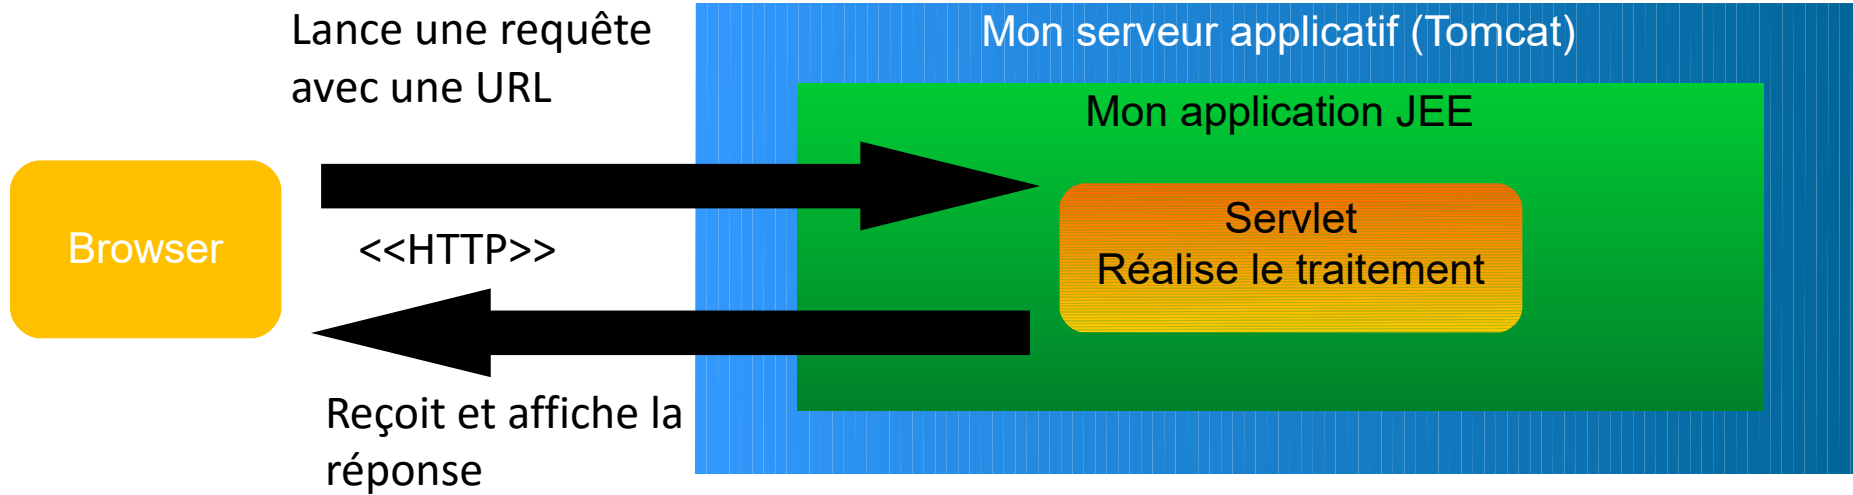 Lance une requête
avec une URL
Mon serveur applicatif (Tomcat)
Mon application JEE
Browser
<<HTTP>>
Servlet
Réalise le traitement
Reçoit et affiche la
réponse